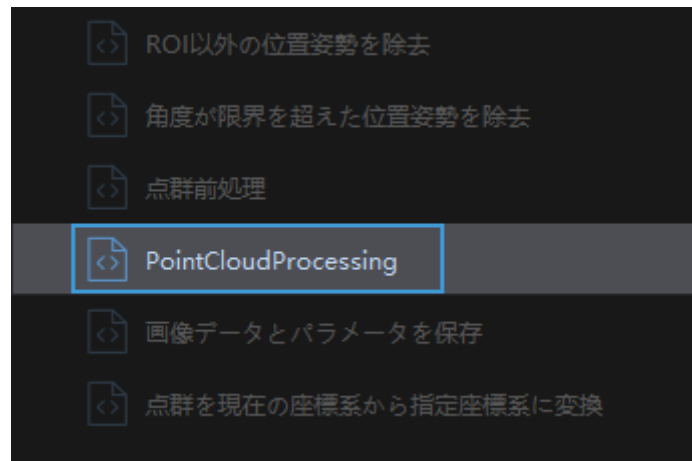 ROI以外の位置姿勢を除去
角度が限界を超えた位置姿勢を除去
点群前処理
PointCloudProcessing
画像データとパラメータを保存
点群を現在の座標系から指定座標系に変換